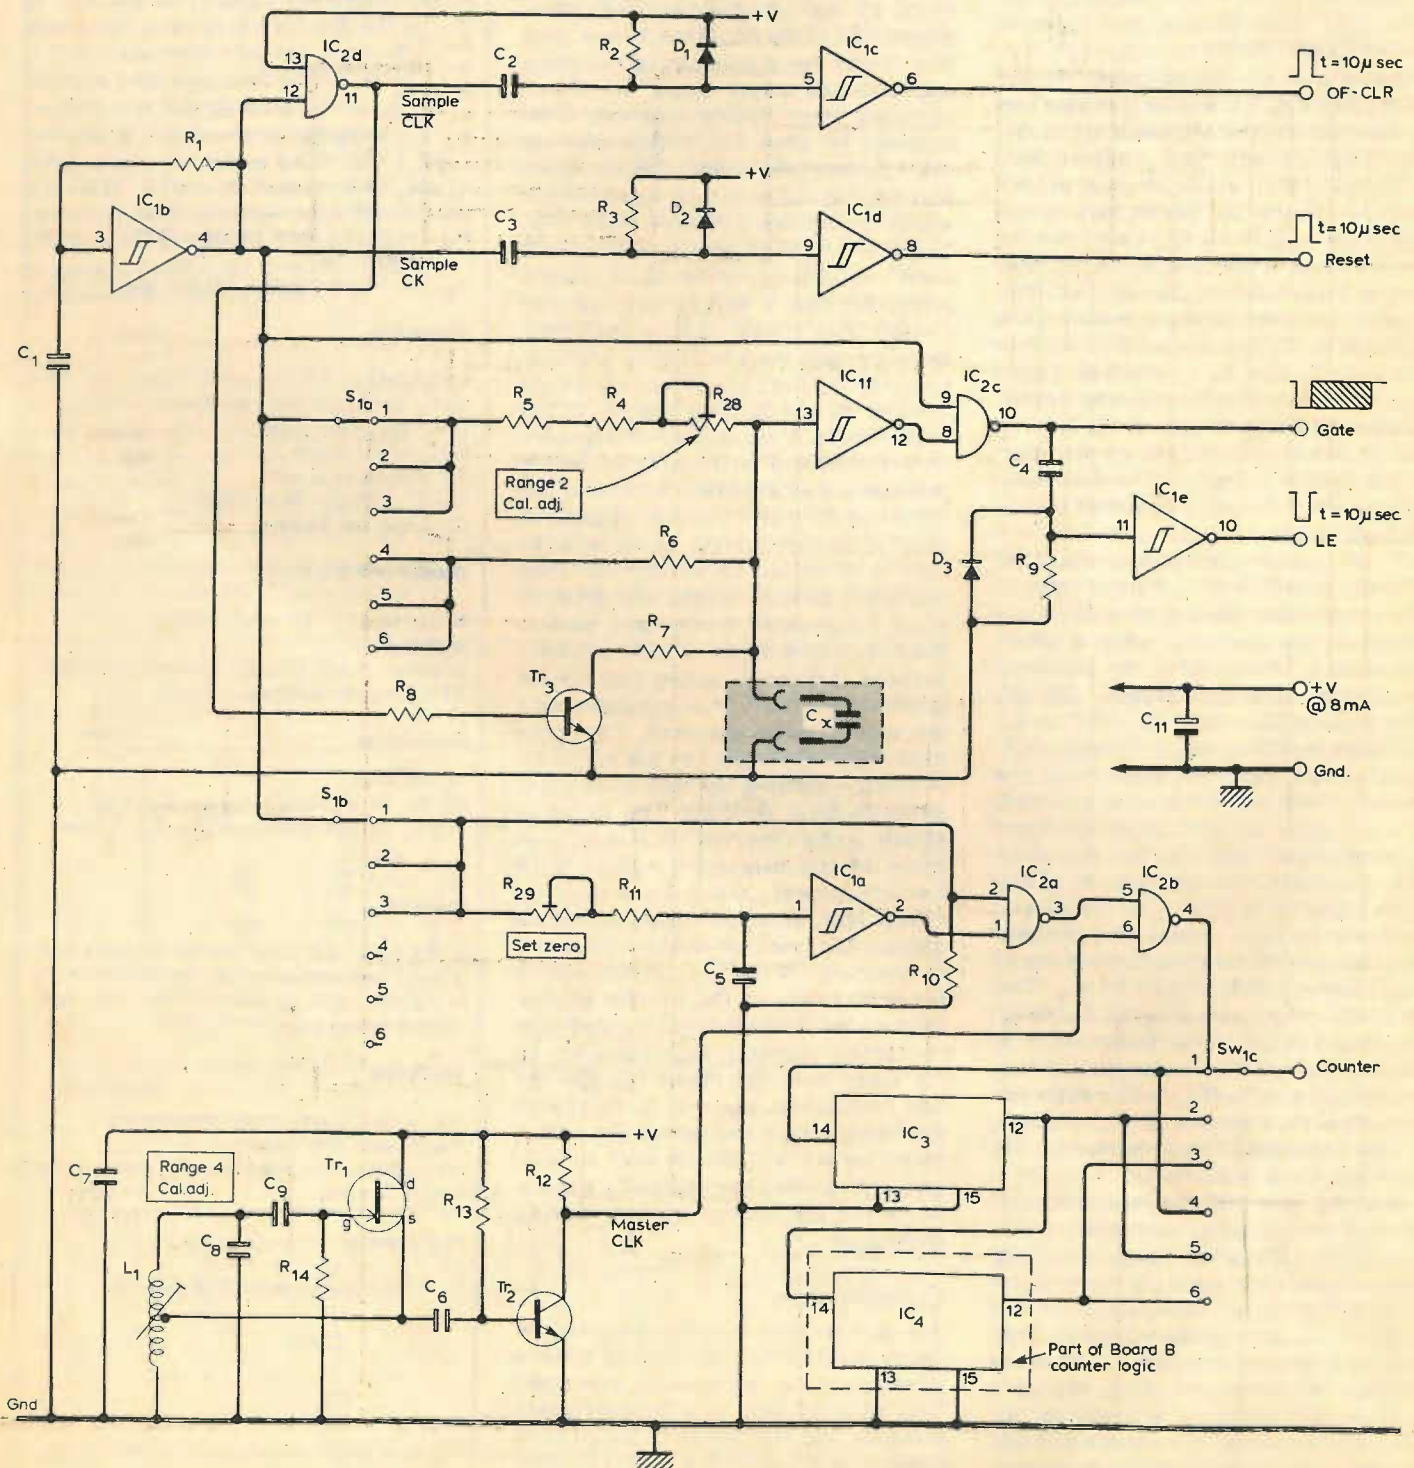 +V
IC2d
13
12
11
R2
D1
C2
Sample
CLK
IC1c
5
6
t = 10µ sec
OF-CLR
R1
IC1b
3
4
+V
R3
D2
C3
Sample
CK
IC1d
9
8
t = 10µ sec
Reset
C1
S1a
1
2
3
4
5
6
R5
R4
R28
Range 2
Cal. adj.
IC1f
13
12
IC2c
9
8
10
Gate
C4
IC1e
11
10
t = 10µ sec
LE
D3
R9
R6
R7
R8
Tr3
Cx
+V
@ 8mA
C11
Gnd.
S1b
1
2
3
4
5
6
R29
R11
Set zero
IC1a
1
2
C5
R10
IC2a
2
1
3
IC2b
5
6
4
1
Sw1c
Counter
2
3
4
5
6
IC3
14
12
13
15
IC4
14
12
13
15
Part of Board B
counter logic
+V
C7
Range 4
Cal.adj.
C9
Tr1
d
g
s
R13
R12
Master
CLK
C8
R14
L1
C6
Tr2
Gnd